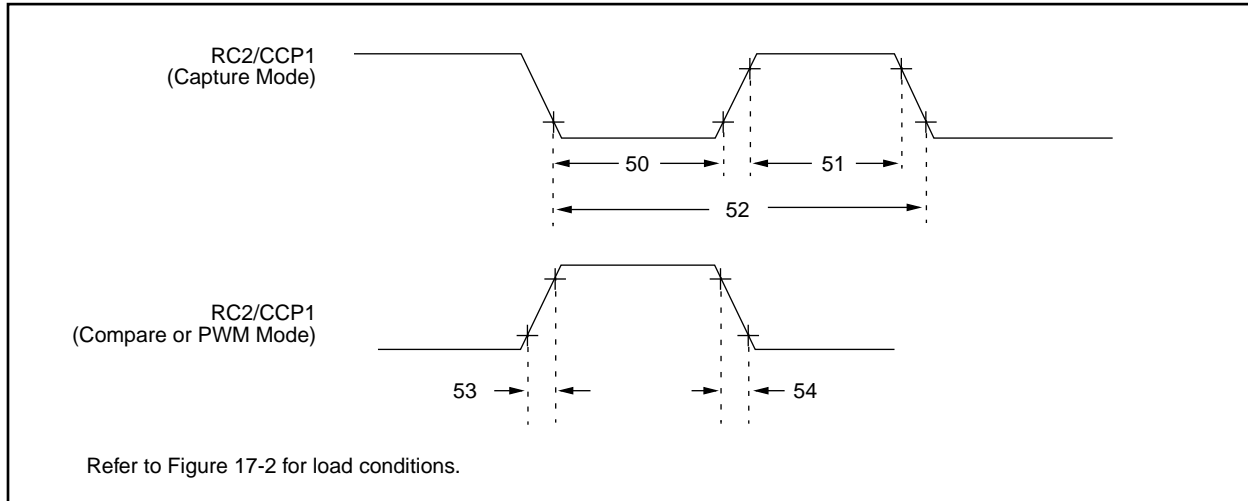 RC2/CCP1
(Capture Mode)
50
51
52
RC2/CCP1
(Compare or PWM Mode)
53
54
Refer to Figure 17-2 for load conditions.